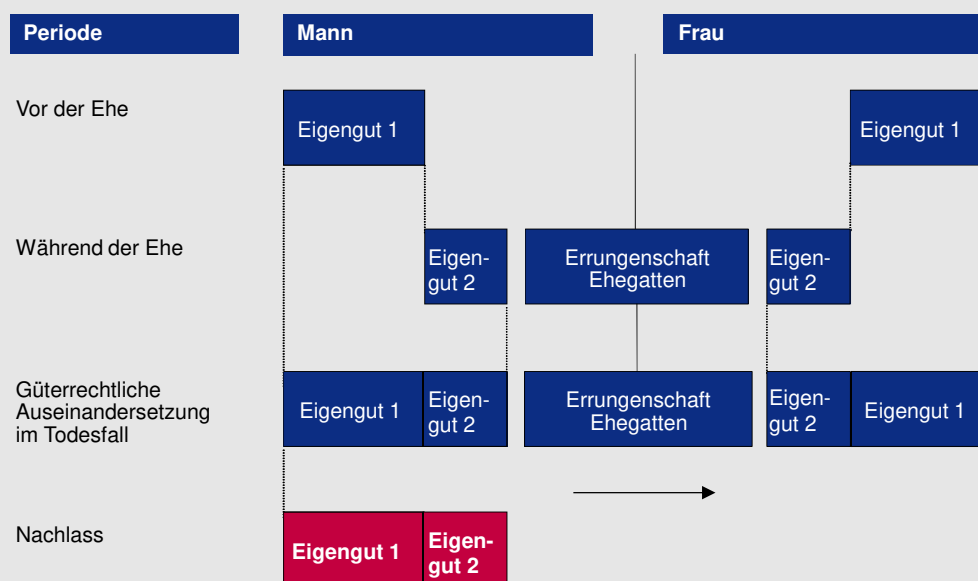 Periode
Mann
Frau
Vor der Ehe
Eigengut 1
Eigengut 1
Während der Ehe
Eigen-
gut 2
Errungenschaft
Ehegatten
Eigen-
gut 2
Güterrechtliche
Auseinandersetzung
im Todesfall
Eigengut 1
Eigen-
gut 2
Errungenschaft
Ehegatten
Eigen-
gut 2
Eigengut 1
Nachlass
Eigengut 1
Eigen-
gut 2